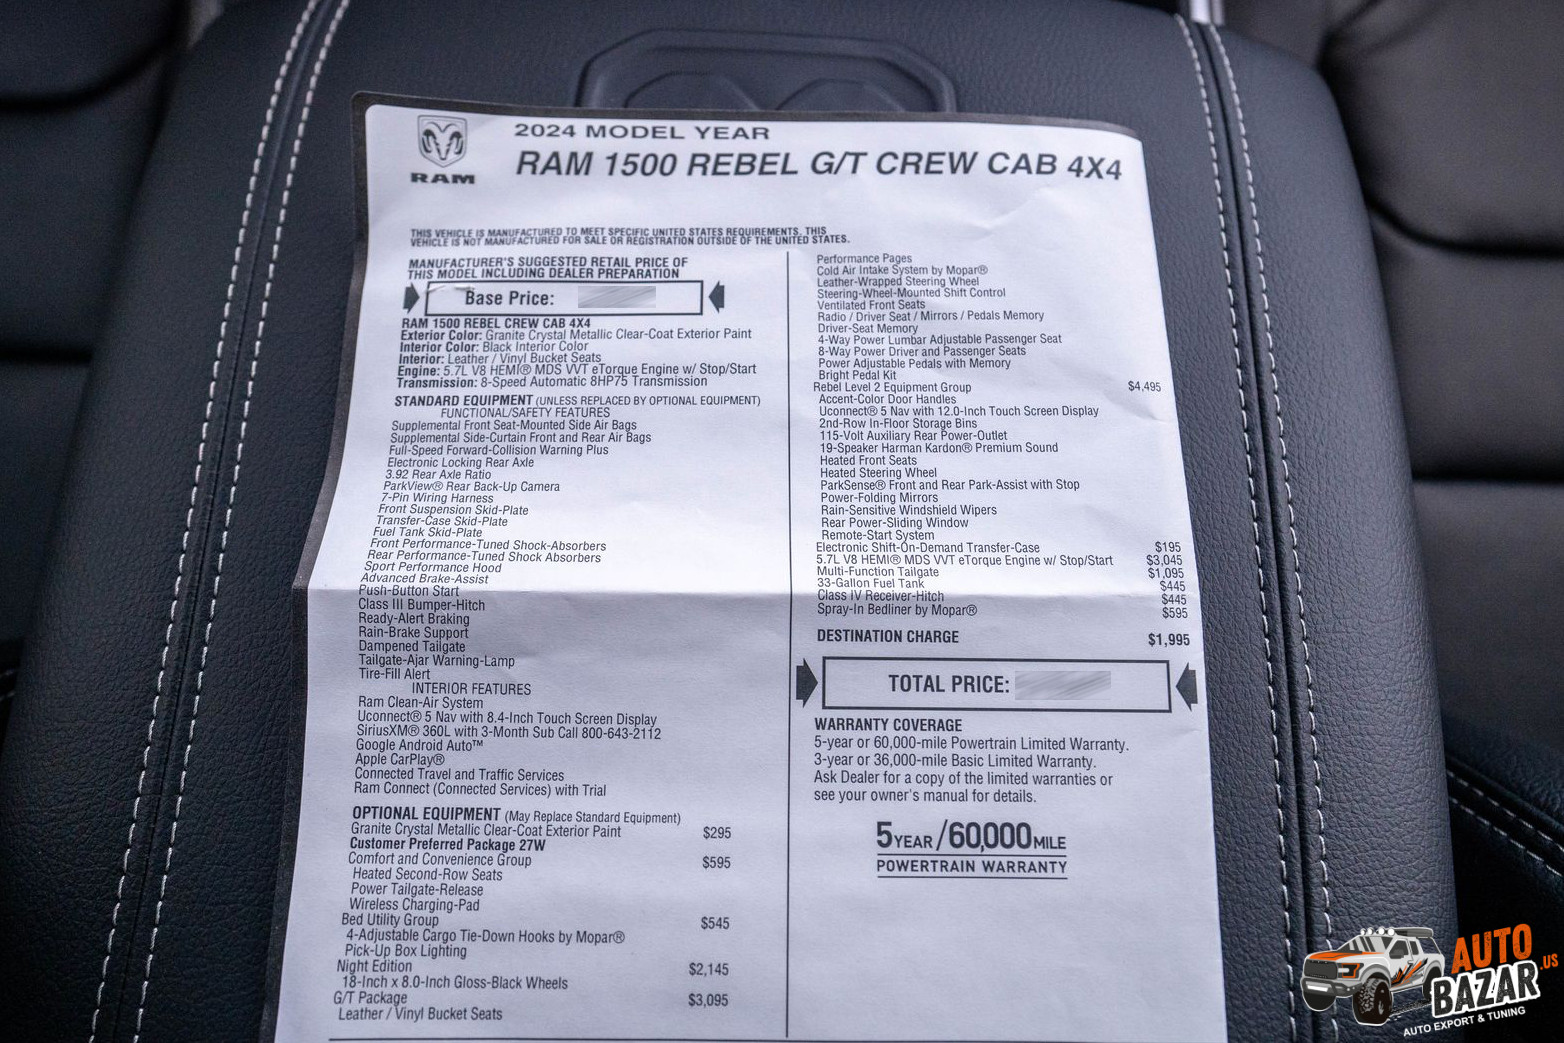 RAM
2024 MODEL YEAR
RAM 1500 REBEL G/T CREW CAB 4X4
THIS VEHICLE IS MANUFACTURED TO MEET SPECIFIC UNITED STATES REQUIREMENTS. THIS
VEHICLE IS NOT MANUFACTURED FOR SALE OR REGISTRATION OUTSIDE OF THE UNITED STATES.
MANUFACTURER'S SUGGESTED RETAIL PRICE OF
THIS MODEL INCLUDING DEALER PREPARATION
Base Price:
RAM 1500 REBEL CREW CAB 4X4
Exterior Color: Granite Crystal Metallic Clear-Coat Exterior Paint
Interior Color: Black Interior Color
Interior: Leather / Vinyl Bucket Seats
Engine: 5.7L V8 HEMI® MDS VVT eTorque Engine w/ Stop/Start
Transmission: 8-Speed Automatic 8HP75 Transmission
STANDARD EQUIPMENT (UNLESS REPLACED BY OPTIONAL EQUIPMENT)
FUNCTIONAL/SAFETY FEATURES
Supplemental Front Seat-Mounted Side Air Bags
Supplemental Side-Curtain Front and Rear Air Bags
Full-Speed Forward-Collision Warning Plus
Electronic Locking Rear Axle
3.92 Rear Axle Ratio
ParkView® Rear Back-Up Camera
7-Pin Wiring Harness
Front Suspension Skid-Plate
Transfer-Case Skid-Plate
Fuel Tank Skid-Plate
Front Performance-Tuned Shock-Absorbers
Rear Performance-Tuned Shock Absorbers
Sport Performance Hood
Advanced Brake-Assist
Push-Button Start
Class III Bumper-Hitch
Ready-Alert Braking
Rain-Brake Support
Dampened Tailgate
Tailgate-Ajar Warning-Lamp
Tire-Fill Alert
INTERIOR FEATURES
Ram Clean-Air System
Uconnect® 5 Nav with 8.4-Inch Touch Screen Display
SiriusXM® 360L with 3-Month Sub Call 800-643-2112
Google Android Auto™
Apple CarPlay®
Connected Travel and Traffic Services
Ram Connect (Connected Services) with Trial
OPTIONAL EQUIPMENT (May Replace Standard Equipment)
Granite Crystal Metallic Clear-Coat Exterior Paint $295
Customer Preferred Package 27W
Comfort and Convenience Group $595
Heated Second-Row Seats
Power Tailgate-Release
Wireless Charging-Pad
Bed Utility Group $545
4-Adjustable Cargo Tie-Down Hooks by Mopar®
Pick-Up Box Lighting
Night Edition $2,145
18-Inch x 8.0-Inch Gloss-Black Wheels
G/T Package $3,095
Leather / Vinyl Bucket Seats
Performance Pages
Cold Air Intake System by Mopar®
Leather-Wrapped Steering Wheel
Steering-Wheel-Mounted Shift Control
Ventilated Front Seats
Radio / Driver Seat / Mirrors / Pedals Memory
Driver-Seat Memory
4-Way Power Lumbar Adjustable Passenger Seat
8-Way Power Driver and Passenger Seats
Power Adjustable Pedals with Memory
Bright Pedal Kit
Rebel Level 2 Equipment Group $4,495
Accent-Color Door Handles
Uconnect® 5 Nav with 12.0-Inch Touch Screen Display
2nd-Row In-Floor Storage Bins
115-Volt Auxiliary Rear Power-Outlet
19-Speaker Harman Kardon® Premium Sound
Heated Front Seats
Heated Steering Wheel
ParkSense® Front and Rear Park-Assist with Stop
Power-Folding Mirrors
Rain-Sensitive Windshield Wipers
Rear Power-Sliding Window
Remote-Start System
Electronic Shift-On-Demand Transfer-Case $195
5.7L V8 HEMI® MDS VVT eTorque Engine w/ Stop/Start $3,045
Multi-Function Tailgate $1,095
33-Gallon Fuel Tank $445
Class IV Receiver-Hitch $445
Spray-In Bedliner by Mopar® $595
DESTINATION CHARGE $1,995
TOTAL PRICE:
WARRANTY COVERAGE
5-year or 60,000-mile Powertrain Limited Warranty.
3-year or 36,000-mile Basic Limited Warranty.
Ask Dealer for a copy of the limited warranties or
see your owner's manual for details.
5YEAR/60,000MILE
POWERTRAIN WARRANTY
AUTO
BAZAR.US
AUTO EXPORT & TUNING